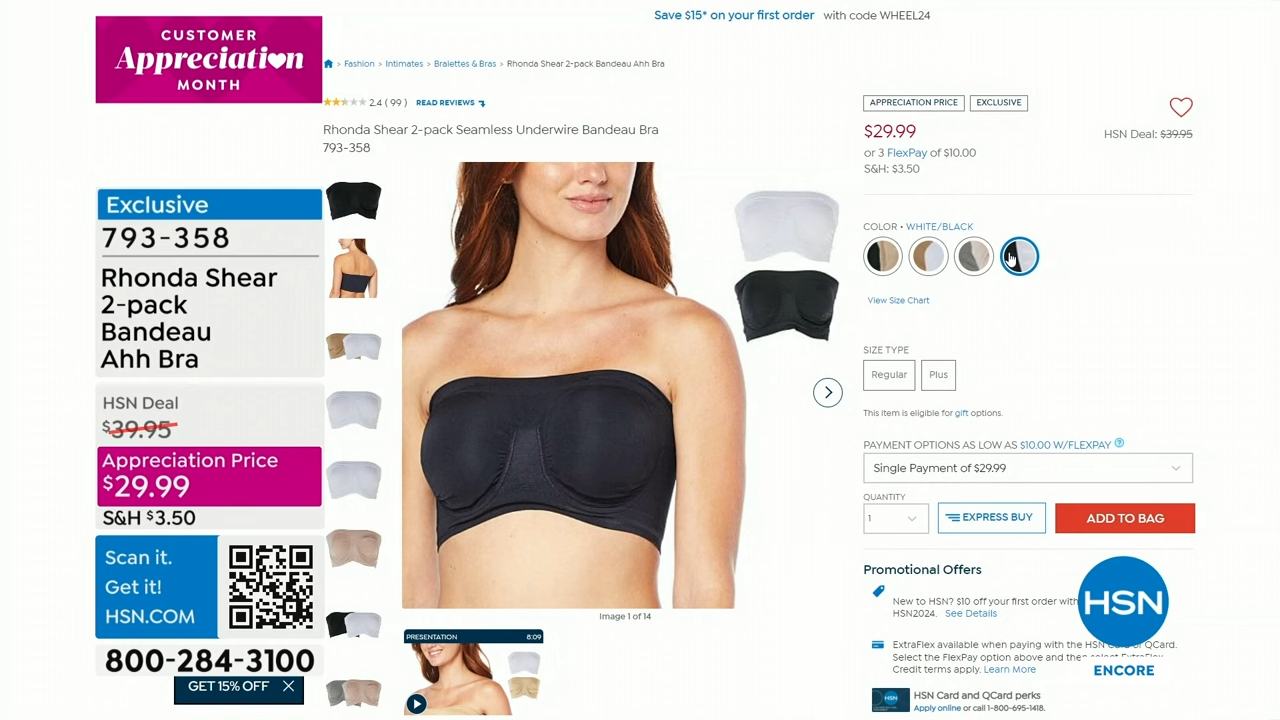 Save $15* on your first order with code WHEEL24
CUSTOMER
Appreciation
MONTH
> Fashion > Intimates > Bralettes & Bras > Rhonda Shear 2-pack Bandeau Ahh Bra
2.4 ( 99 ) READ REVIEWS
Rhonda Shear 2-pack Seamless Underwire Bandeau Bra
793-358
APPRECIATION PRICE
EXCLUSIVE
$29.99
HSN Deal: $39.95
or 3 FlexPay of $10.00
S&H: $3.50
Exclusive
793-358
Rhonda Shear
2-pack
Bandeau
Ahh Bra
HSN Deal
$39.95
Appreciation Price
$29.99
S&H $3.50
Scan it.
Get it!
HSN.COM
800-284-3100
GET 15% OFF
COLOR • WHITE/BLACK
View Size Chart
SIZE TYPE
Regular
Plus
This item is eligible for gift options.
PAYMENT OPTIONS AS LOW AS $10.00 W/FLEXPAY ?
Single Payment of $29.99
QUANTITY
1
EXPRESS BUY
ADD TO BAG
Image 1 of 14
PRESENTATION 8:09
Promotional Offers
New to HSN? $10 off your first order with
HSN2024. See Details
ExtraFlex available when paying with the HSN or QCard.
Select the FlexPay option above and then
Credit terms apply. Learn More
HSN
ENCORE
HSN
HSN Card and QCard perks
Apply online or call 1-800-695-1418.